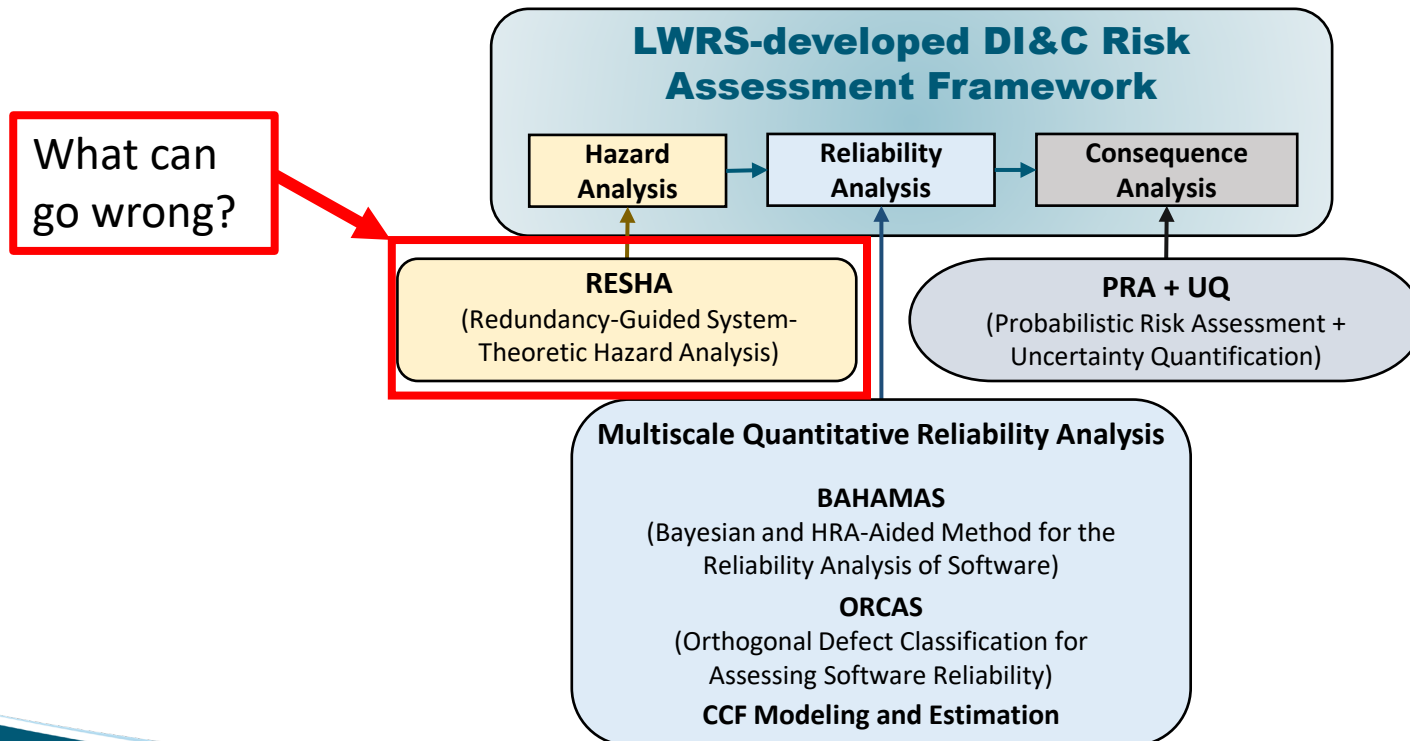 LWRS-developed DI&C Risk
Assessment Framework
What can
go wrong?
Hazard
Analysis
Reliability
Analysis
Consequence
Analysis
RESHA
(Redundancy-Guided System-
Theoretic Hazard Analysis)
PRA + UQ
(Probabilistic Risk Assessment +
Uncertainty Quantification)
Multiscale Quantitative Reliability Analysis
BAHAMAS
(Bayesian and HRA-Aided Method for the
Reliability Analysis of Software)
ORCAS
(Orthogonal Defect Classification for
Assessing Software Reliability)
CCF Modeling and Estimation